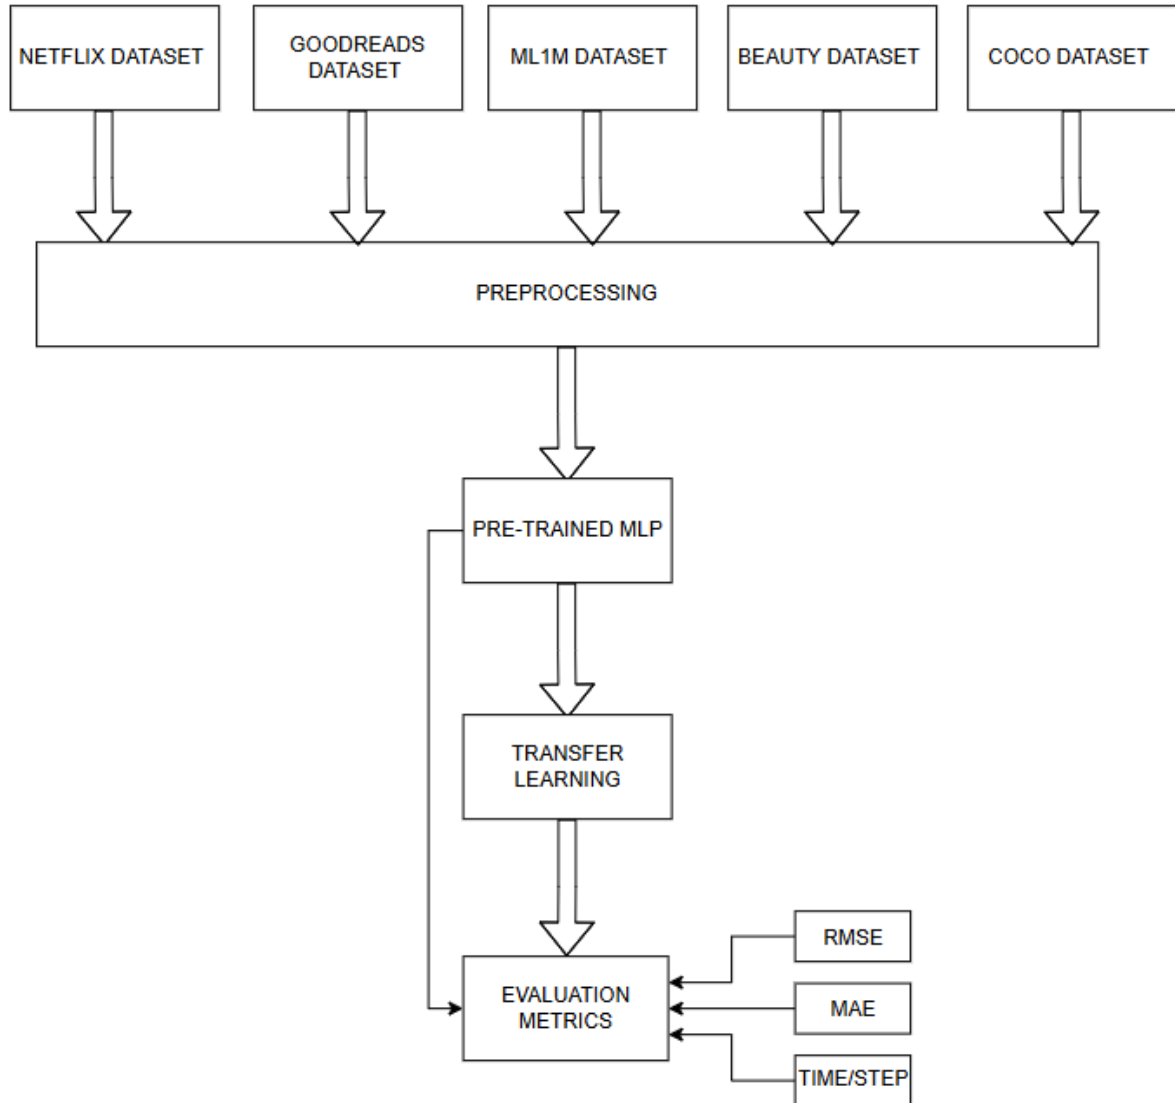 NETFLIX DATASET
GOODREADS
DATASET
ML1M DATASET
BEAUTY DATASET
COCO DATASET
PREPROCESSING
PRE-TRAINED MLP
TRANSFER
LEARNING
EVALUATION
METRICS
RMSE
MAE
TIME/STEP